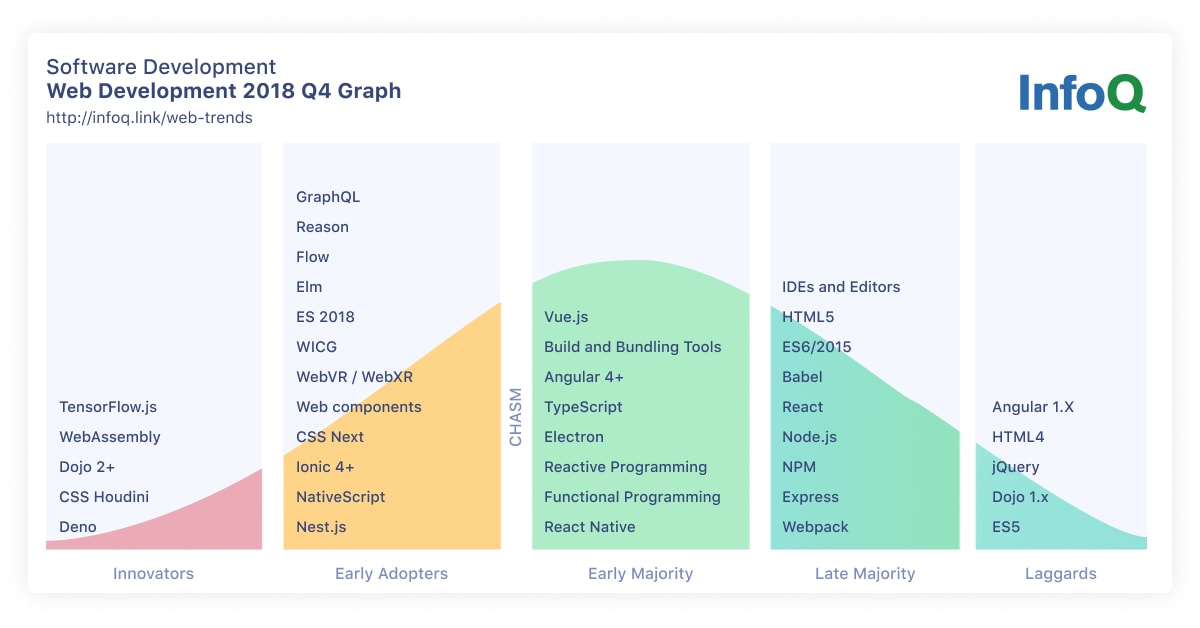 Software Development
Web Development 2018 Q4 Graph
http://infoq.link/web-trends
InfoQ
TensorFlow.js
WebAssembly
Dojo 2+
CSS Houdini
Deno
Innovators
GraphQL
Reason
Flow
Elm
ES 2018
WICG
WebVR / WebXR
Web components
CSS Next
Ionic 4+
NativeScript
Nest.js
Early Adopters
CHASM
Vue.js
Build and Bundling Tools
Angular 4+
TypeScript
Electron
Reactive Programming
Functional Programming
React Native
Early Majority
IDEs and Editors
HTML5
ES6/2015
Babel
React
Node.js
NPM
Express
Webpack
Late Majority
Angular 1.X
HTML4
jQuery
Dojo 1.x
ES5
Laggards